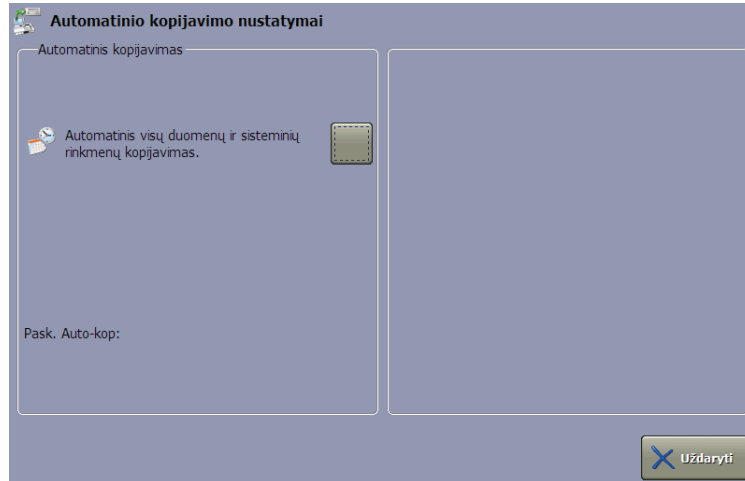 Automatinio kopijavimo nustatymai
Automatinis kopijavimas
Automatinis visų duomenų ir sisteminių
rinkmenų kopijavimas.
Pask. Auto-kop:
Uždaryti